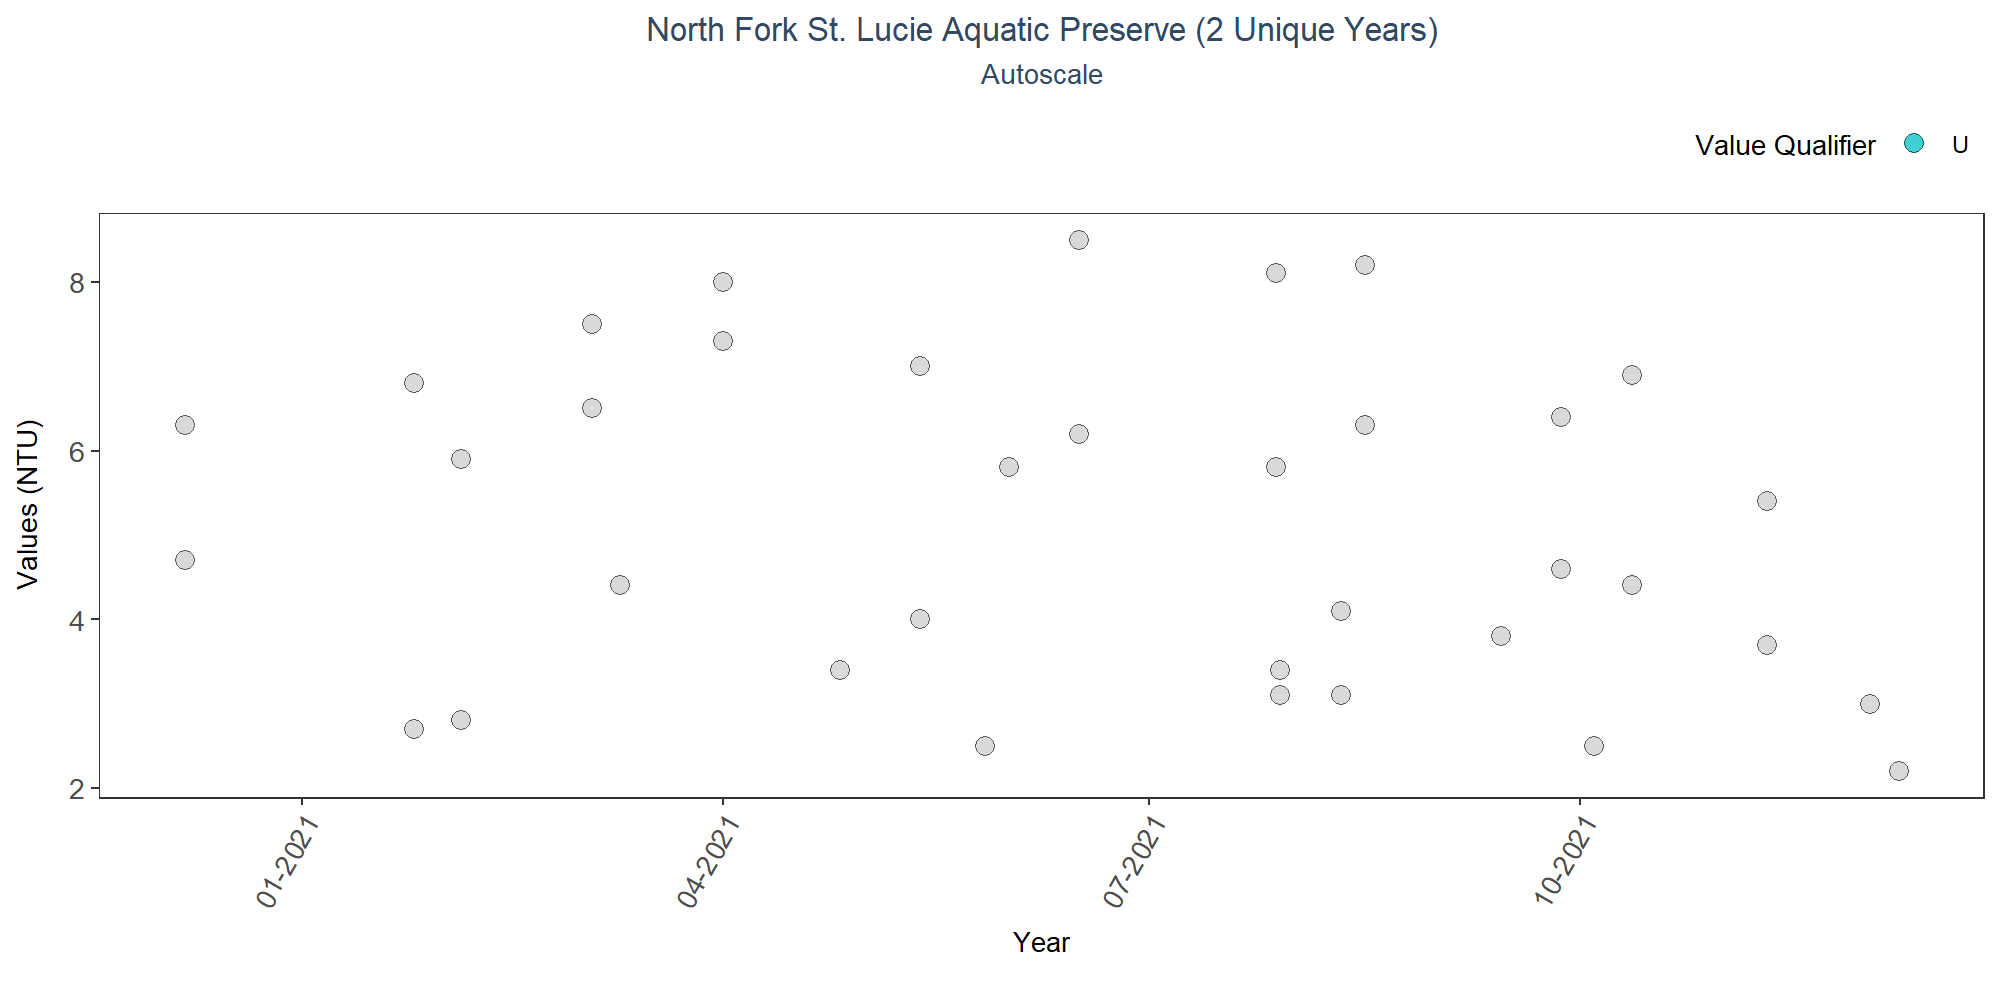 North Fork St. Lucie Aquatic Preserve (2 Unique Years)
Autoscale
Value Qualifier U
Values (NTU)
8
6
4
2
01-2021
04-2021
07-2021
10-2021
Year